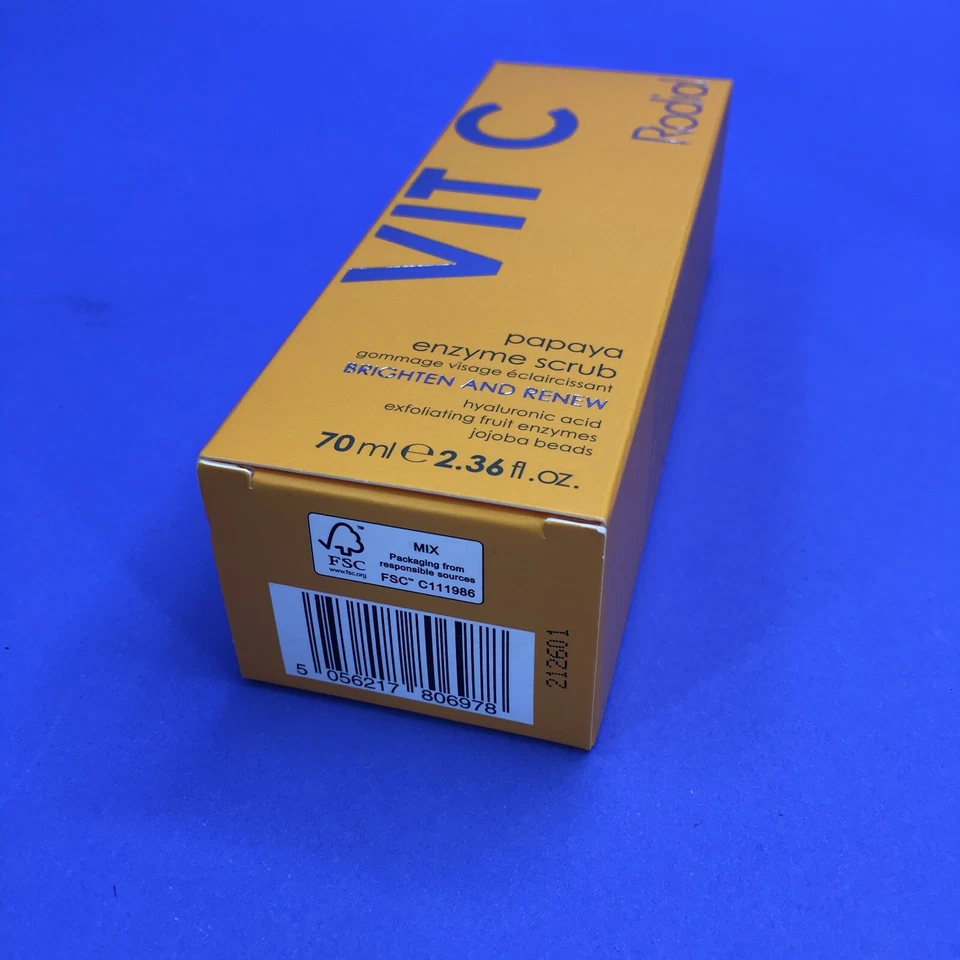 Rodial
VIT C
papaya
enzyme scrub
gommage visage éclaircissant
BRIGHTEN AND RENEW
hyaluronic acid
exfoliating fruit enzymes
jojoba beads
70 ml ℮ 2.36 fl.oz.
FSC™
www.fsc.org
MIX
Packaging from
responsible sources
FSC™ C111986
5 056217 806978
212601